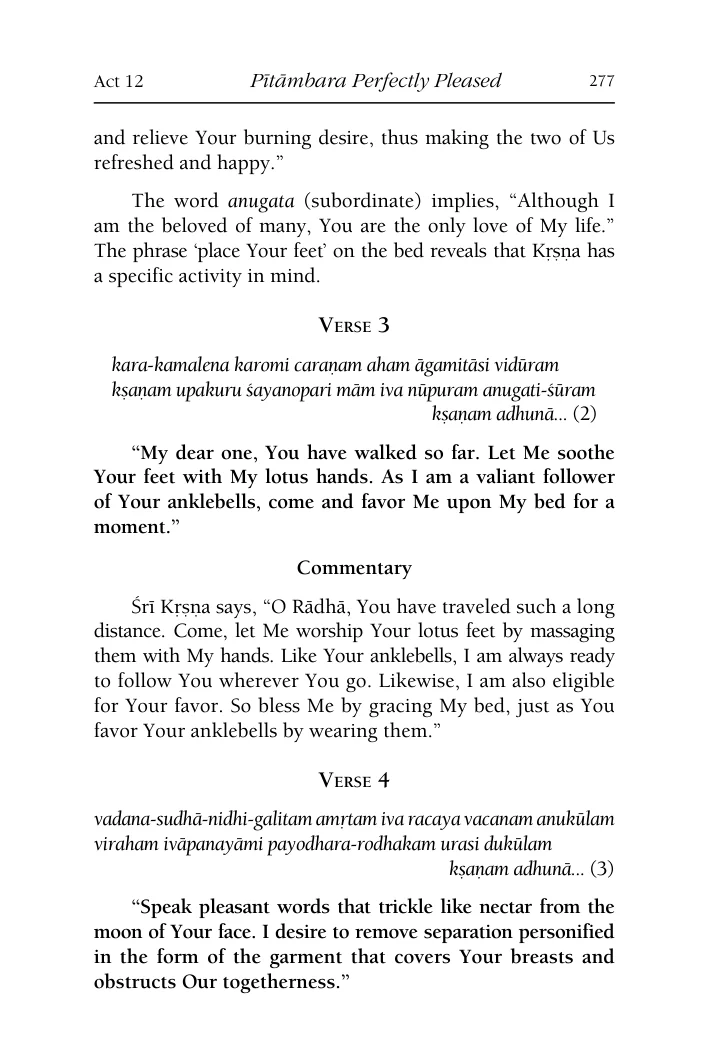 Act 12 Pītāmbara Perfectly Pleased 277
and relieve Your burning desire, thus making the two of Us
refreshed and happy.”
The word anugata (subordinate) implies, “Although I
am the beloved of many, You are the only love of My life.”
The phrase ‘place Your feet’ on the bed reveals that Kṛṣṇa has
a specific activity in mind.
Verse 3
kara-kamalena karomi caraṇam aham āgamitāsi vidūram
kṣaṇam upakuru śayanopari mām iva nūpuram anugati-śūram
kṣaṇam adhunā... (2)
“My dear one, You have walked so far. Let Me soothe
Your feet with My lotus hands. As I am a valiant follower
of Your anklebells, come and favor Me upon My bed for a
moment.”
Commentary
Śrī Kṛṣṇa says, “O Rādhā, You have traveled such a long
distance. Come, let Me worship Your lotus feet by massaging
them with My hands. Like Your anklebells, I am always ready
to follow You wherever You go. Likewise, I am also eligible
for Your favor. So bless Me by gracing My bed, just as You
favor Your anklebells by wearing them.”
Verse 4
vadana-sudhā-nidhi-galitam amṛtam iva racaya vacanam anukūlam
viraham ivāpanayāmi payodhara-rodhakam urasi dukūlam
kṣaṇam adhunā... (3)
“Speak pleasant words that trickle like nectar from the
moon of Your face. I desire to remove separation personified
in the form of the garment that covers Your breasts and
obstructs Our togetherness.”